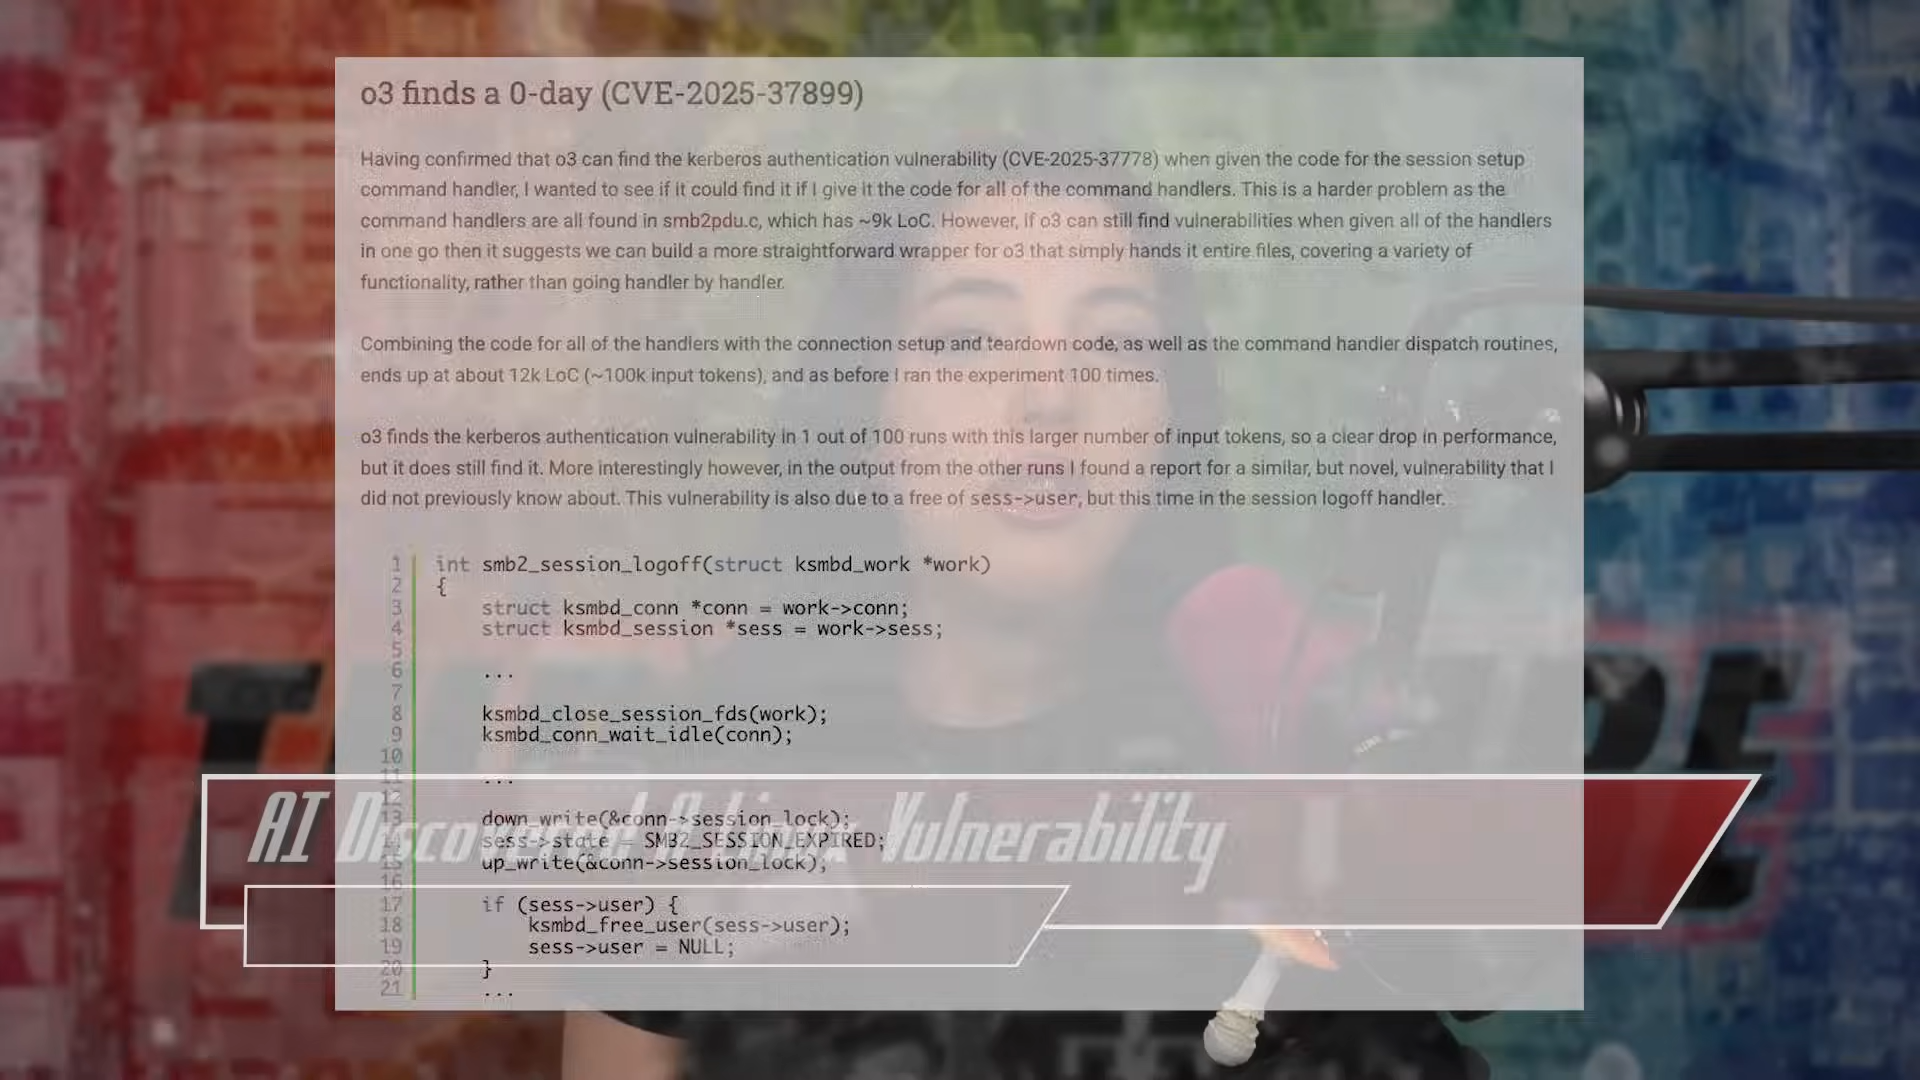 o3 finds a 0-day (CVE-2025-37899)
Having confirmed that o3 can find the kerberos authentication vulnerability (CVE-2025-37778) when given the code for the session setup
command handler, I wanted to see if it could find it if I give it the code for all of the command handlers. This is a harder problem as the
command handlers are all found in smb2pdu.c, which has ~9k LoC. However, if o3 can still find vulnerabilities when given all of the handlers
in one go then it suggests we can build a more straightforward wrapper for o3 that simply hands it entire files, covering a variety of
functionality, rather than going handler by handler.
Combining the code for all of the handlers with the connection setup and teardown code, as well as the command handler dispatch routines,
ends up at about 12k LoC (~100k input tokens), and as before I ran the experiment 100 times.
o3 finds the kerberos authentication vulnerability in 1 out of 100 runs with this larger number of input tokens, so a clear drop in performance,
but it does still find it. More interestingly however, in the output from the other runs I found a report for a similar, but novel, vulnerability that I
did not previously know about. This vulnerability is also due to a free of sess->user, but this time in the session logoff handler.
1 int smb2_session_logoff(struct ksmbd_work *work)
2 {
3 struct ksmbd_conn *conn = work->conn;
4 struct ksmbd_session *sess = work->sess;
5
6 ...
7
8 ksmbd_close_session_fds(work);
9 ksmbd_conn_wait_idle(conn);
10
11 ...
12
13 down_write(&conn->session_lock);
14 sess->state = SMB2_SESSION_EXPIRED;
15 up_write(&conn->session_lock);
16
17 if (sess->user) {
18 ksmbd_free_user(sess->user);
19 sess->user = NULL;
20 }
21 ...
AI Discovered A Linux Vulnerability